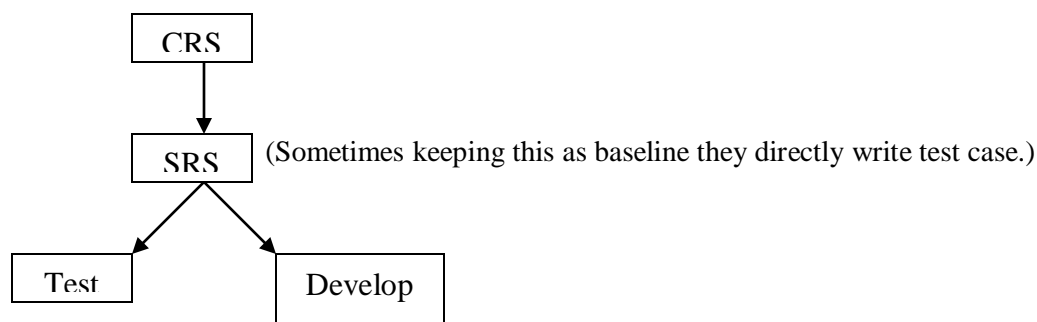 CRS
SRS
(Sometimes keeping this as baseline they directly write test case.)
Test
Develop